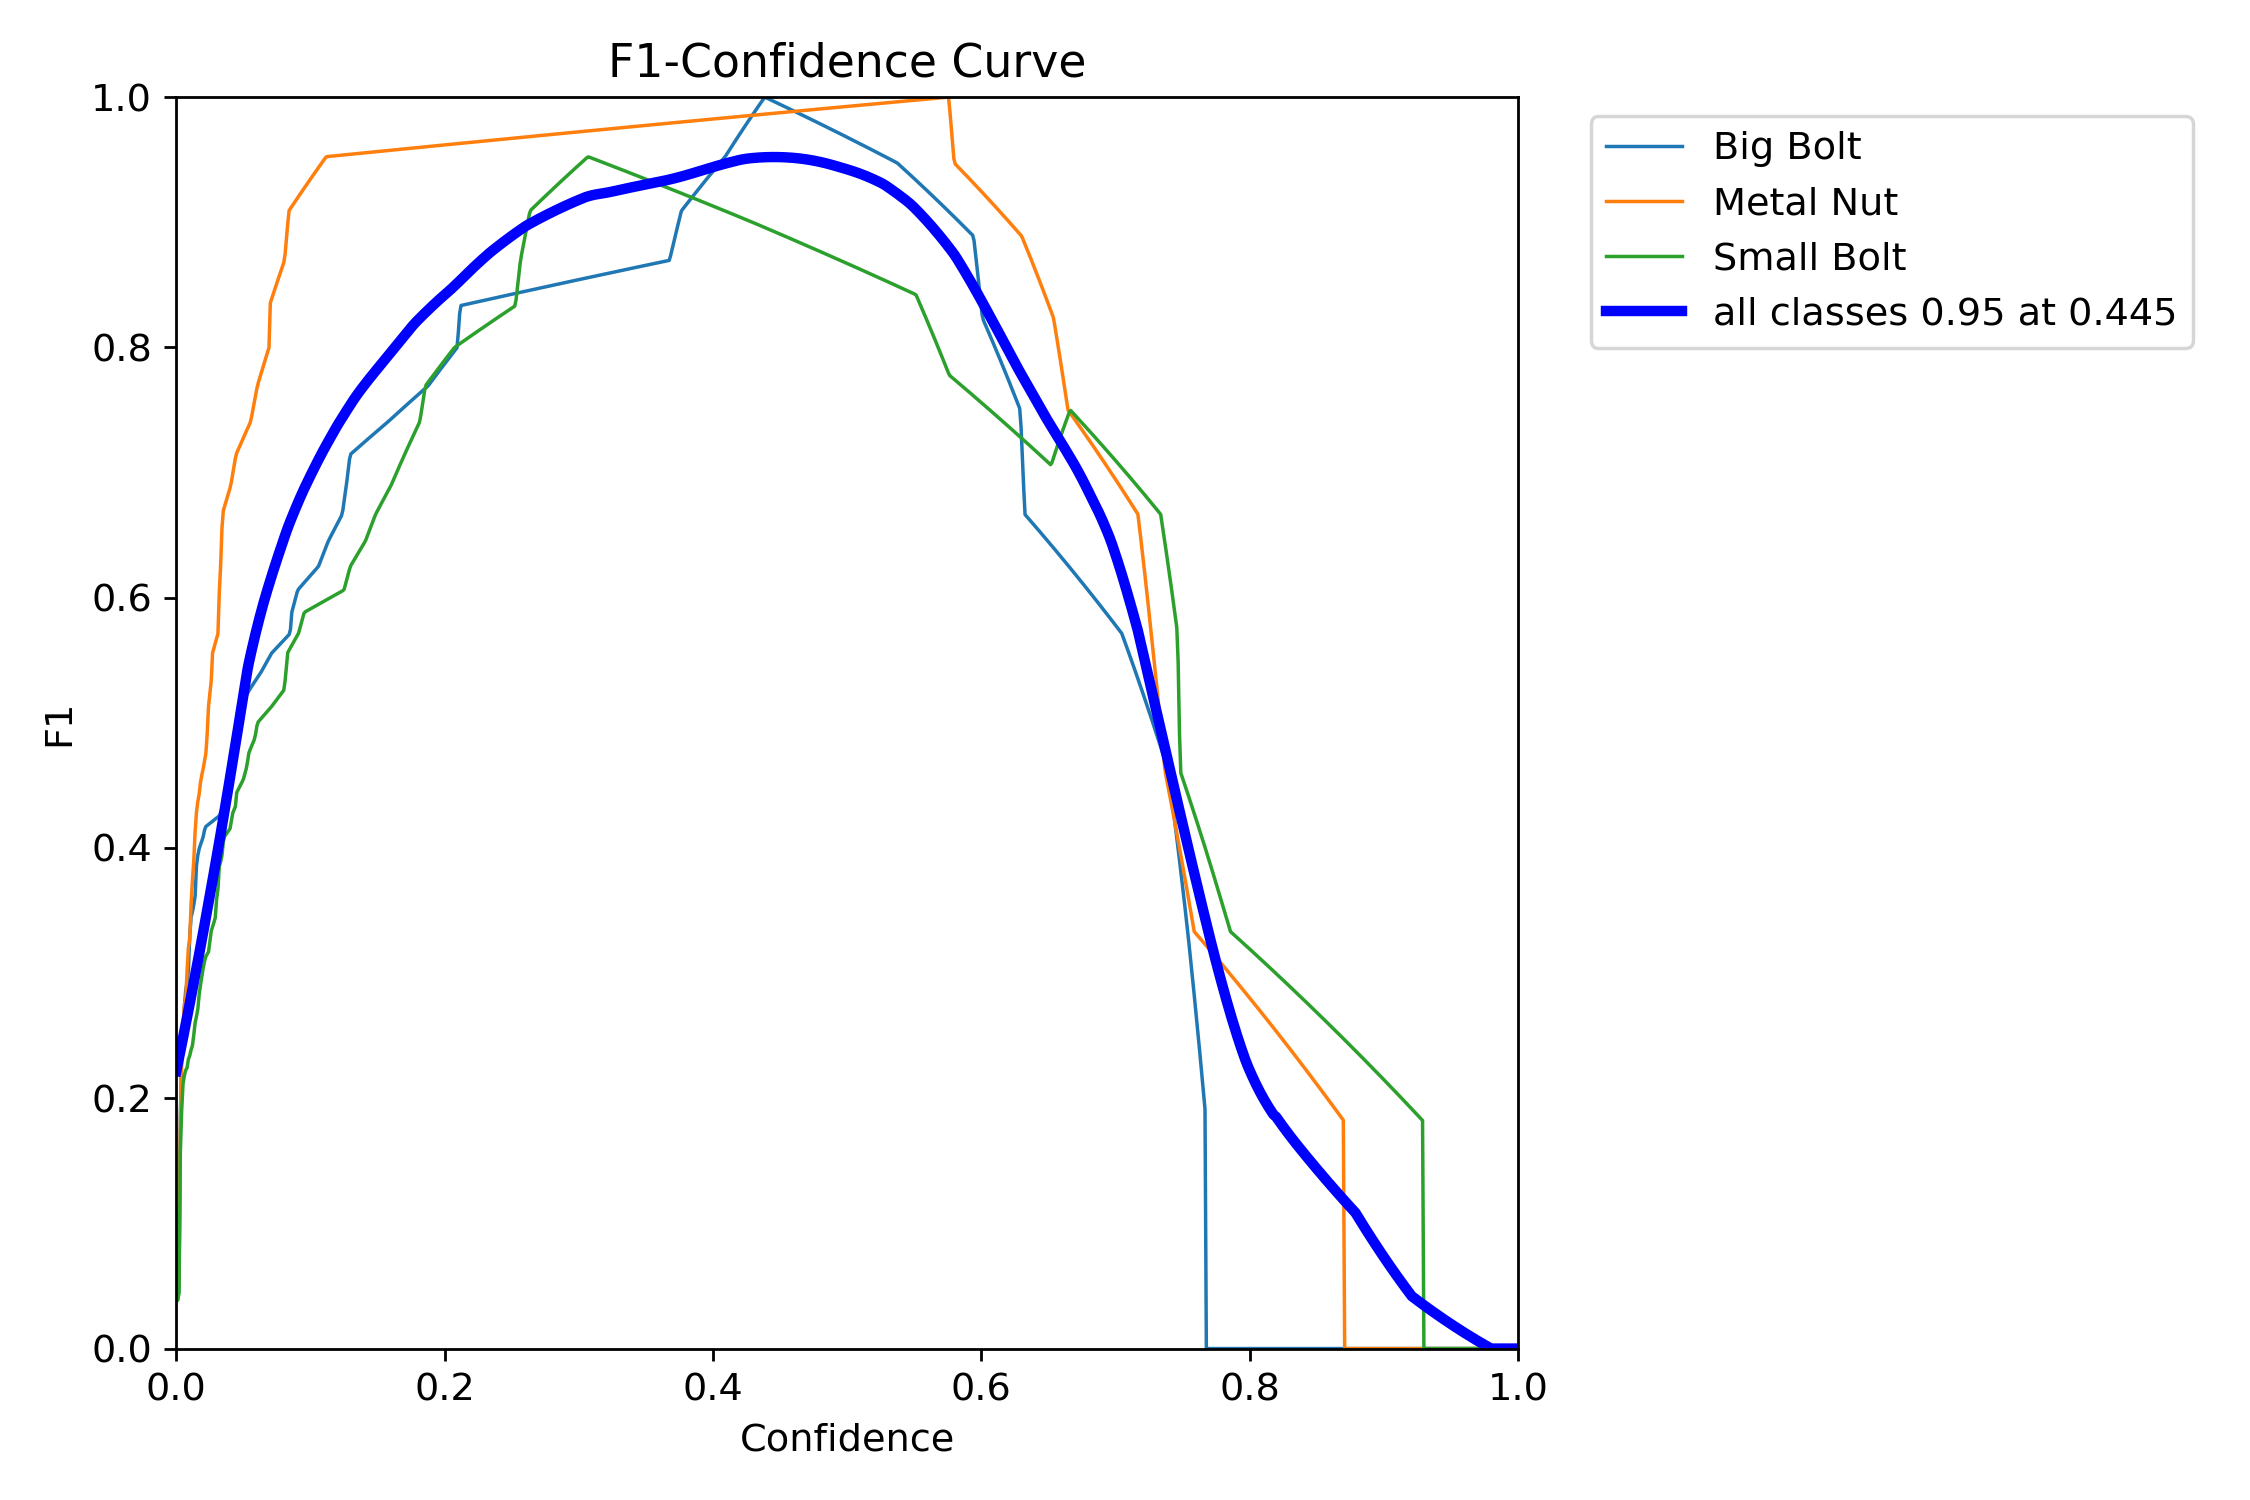 F1-Confidence Curve
1.0
0.8
0.6
0.4
0.2
0.0
F1
0.0 0.2 0.4 0.6 0.8 1.0
Confidence
Big Bolt
Metal Nut
Small Bolt
all classes 0.95 at 0.445